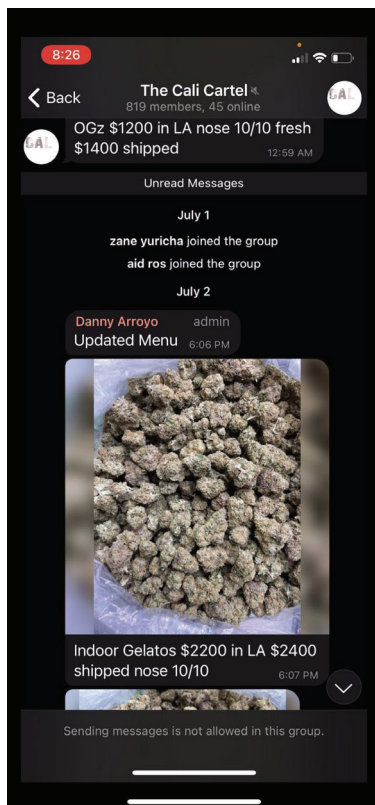 8:26
Back
The Cali Cartel
819 members, 45 online
GAL
GAL
OGz $1200 in LA nose 10/10 fresh
$1400 shipped
12:59 AM
Unread Messages
July 1
zane yuricha joined the group
aid ros joined the group
July 2
Danny Arroyo admin
Updated Menu 6:06 PM
Indoor Gelatos $2200 in LA $2400
shipped nose 10/10
6:07 PM
Sending messages is not allowed in this group.